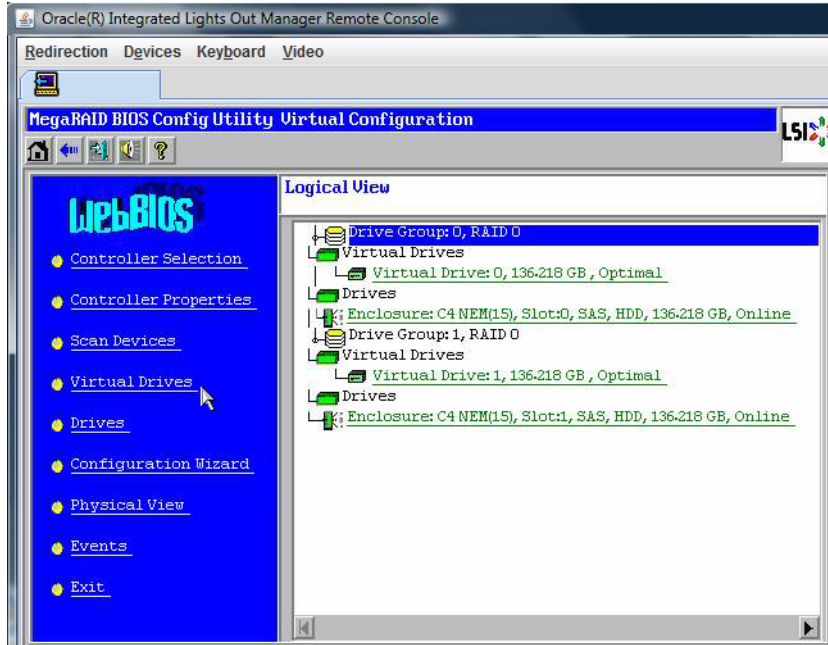 Oracle(R) Integrated Lights Out Manager Remote Console
Redirection Devices Keyboard Video
MegaRAID BIOS Config Utility Virtual Configuration
LSI
WebBIOS
Controller Selection
Controller Properties
Scan Devices
Virtual Drives
Drives
Configuration Wizard
Physical View
Events
Exit
Logical View
Drive Group: 0, RAID 0
Virtual Drives
Virtual Drive: 0, 136.218 GB, Optimal
Drives
Enclosure: C4 NEM(15), Slot:0, SAS, HDD, 136.218 GB, Online
Drive Group: 1, RAID 0
Virtual Drives
Virtual Drive: 1, 136.218 GB, Optimal
Drives
Enclosure: C4 NEM(15), Slot:1, SAS, HDD, 136.218 GB, Online